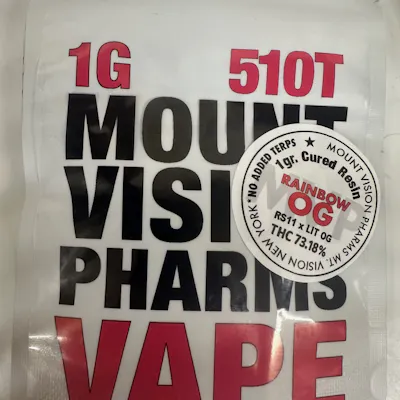 1G 510T
MOUNT
VISI
PHARMS
VAPE
*NO ADDED TERPS ★ MOUNT VISION PHARMS MT. VISION NEW YORK*
1gr. Cured Resin
RAINBOW
OG
RS11 x LIT OG
THC 73.18%